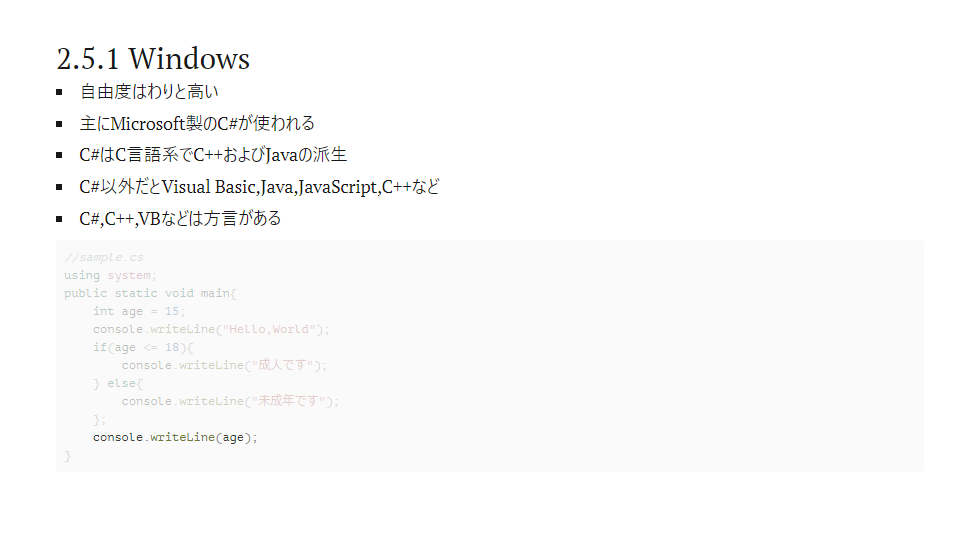 2.5.1 Windows
自由度はわりと高い
主にMicrosoft製のC#が使われる
C#はC言語系でC++およびJavaの派生
C#以外だとVisual Basic,Java,JavaScript,C++など
C#,C++,VBなどは方言がある
//sample.cs
using system;
public static void main{
    int age = 15;
    console.writeLine("Hello,World");
    if(age <= 18){
        console.writeLine("成人です");
    } else{
        console.writeLine("未成年です");
    };
    console.writeLine(age);
}